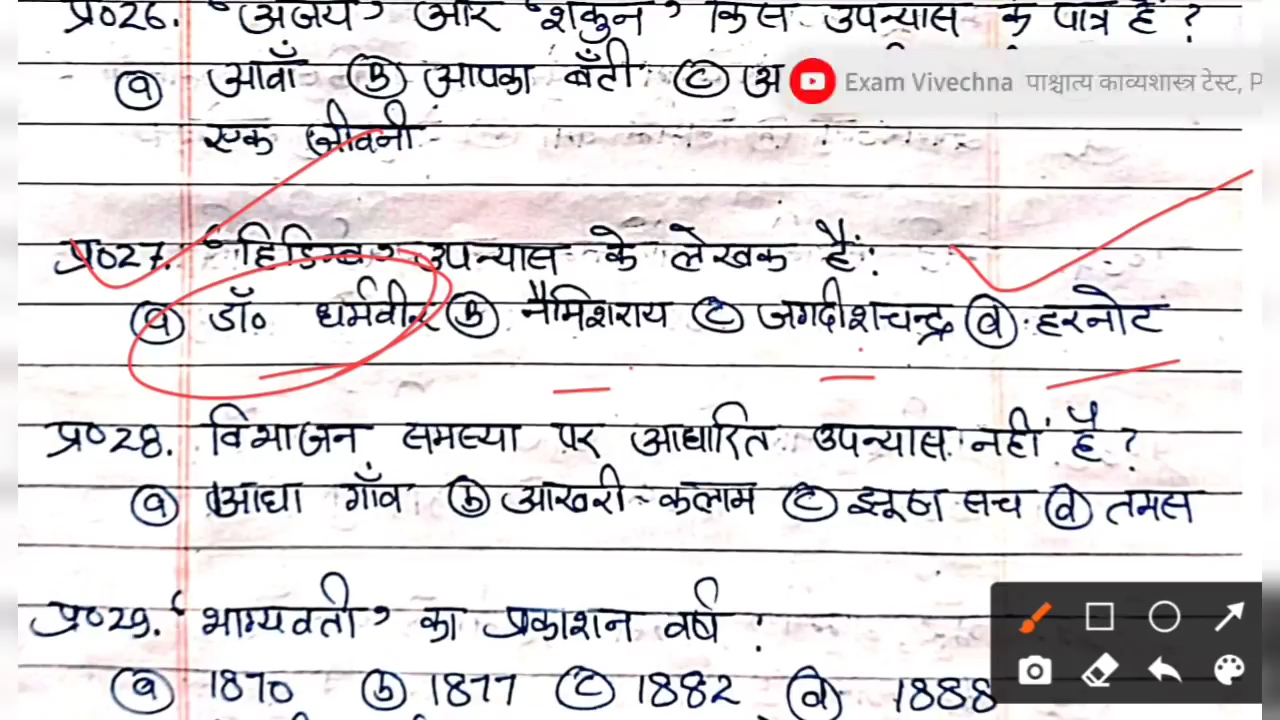 प्र०26. 'अजय' और 'शकुन' किस उपन्यास के पात्र हैं ?
(a) आवाँ (b) आपका बँटी (c) अ
Exam Vivechna पाश्चात्य काव्यशास्त्र टेस्ट, P
एक जीवनी
प्र०27. 'हिडिम्ब' उपन्यास के लेखक हैं:
(a) डॉ० धर्मवीर (b) नैमिशराय (c) जगदीशचन्द्र (d) हरनोट
प्र०28. विभाजन समस्या पर आधारित उपन्यास नहीं है ?
(a) आधा गाँव (b) आखरी-कलाम (c) झूठा सच (d) तमस
प्र०29. 'भाग्यवती' का प्रकाशन वर्ष :
(a) 1870 (b) 1877 (c) 1882 (d) 1888